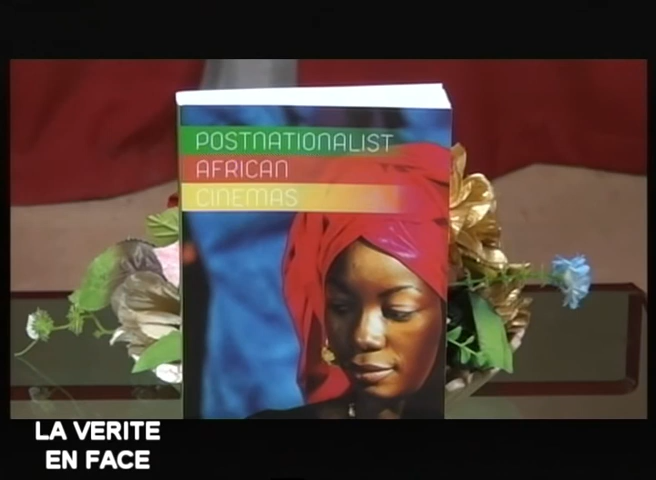 POSTNATIONALIST
AFRICAN
CINEMAS
LA VERITE
EN FACE